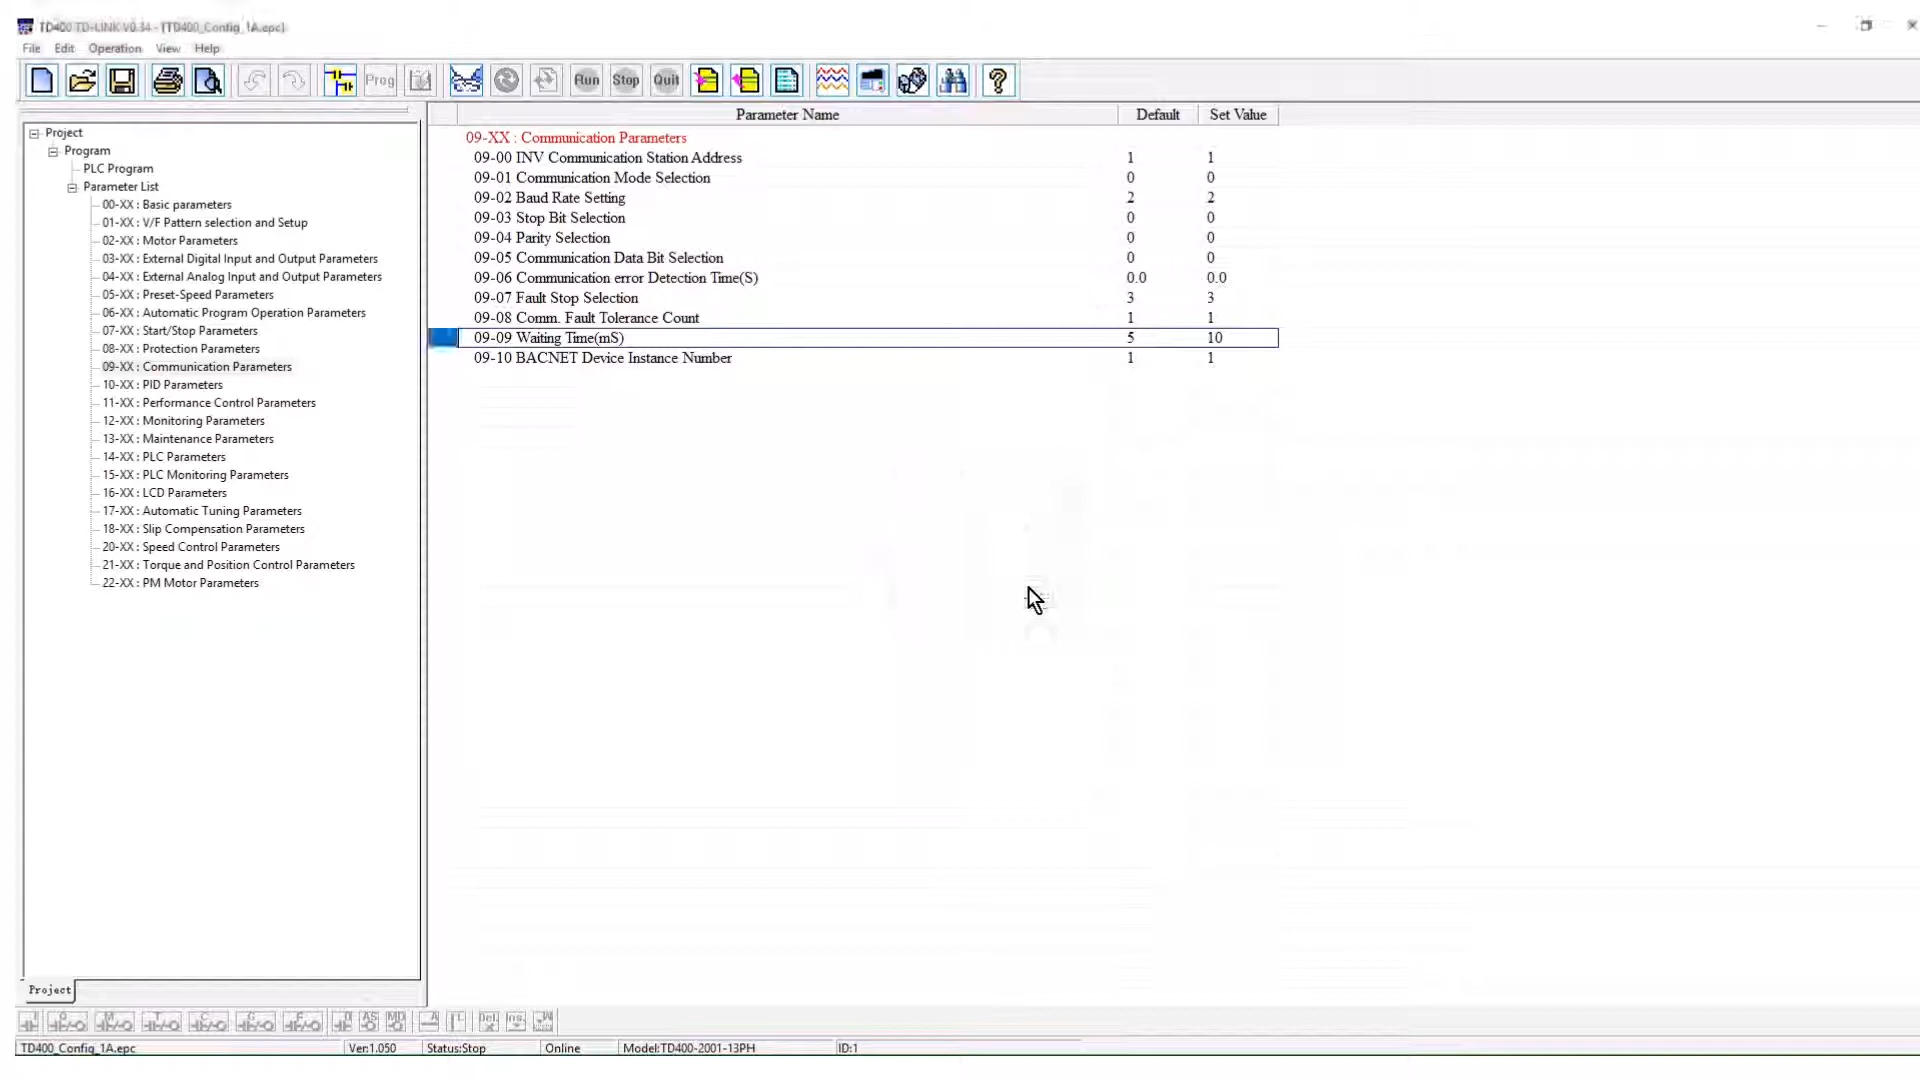 TD400 TD-LINK V0.34 - [TD400_Config_1A.epc]
File Edit Operation View Help
Prog Run Stop Quit ?
Project
Program
PLC Program
Parameter List
00-XX : Basic parameters
01-XX : V/F Pattern selection and Setup
02-XX : Motor Parameters
03-XX : External Digital Input and Output Parameters
04-XX : External Analog Input and Output Parameters
05-XX : Preset-Speed Parameters
06-XX : Automatic Program Operation Parameters
07-XX : Start/Stop Parameters
08-XX : Protection Parameters
09-XX : Communication Parameters
10-XX : PID Parameters
11-XX : Performance Control Parameters
12-XX : Monitoring Parameters
13-XX : Maintenance Parameters
14-XX : PLC Parameters
15-XX : PLC Monitoring Parameters
16-XX : LCD Parameters
17-XX : Automatic Tuning Parameters
18-XX : Slip Compensation Parameters
20-XX : Speed Control Parameters
21-XX : Torque and Position Control Parameters
22-XX : PM Motor Parameters
Project
Parameter Name Default Set Value
09-XX : Communication Parameters
09-00 INV Communication Station Address 1 1
09-01 Communication Mode Selection 0 0
09-02 Baud Rate Setting 2 2
09-03 Stop Bit Selection 0 0
09-04 Parity Selection 0 0
09-05 Communication Data Bit Selection 0 0
09-06 Communication error Detection Time(S) 0.0 0.0
09-07 Fault Stop Selection 3 3
09-08 Comm. Fault Tolerance Count 1 1
09-09 Waiting Time(mS) 5 10
09-10 BACNET Device Instance Number 1 1
TD400_Config_1A.epc Ver:1.050 Status:Stop Online Model:TD400-2001-13PH ID:1